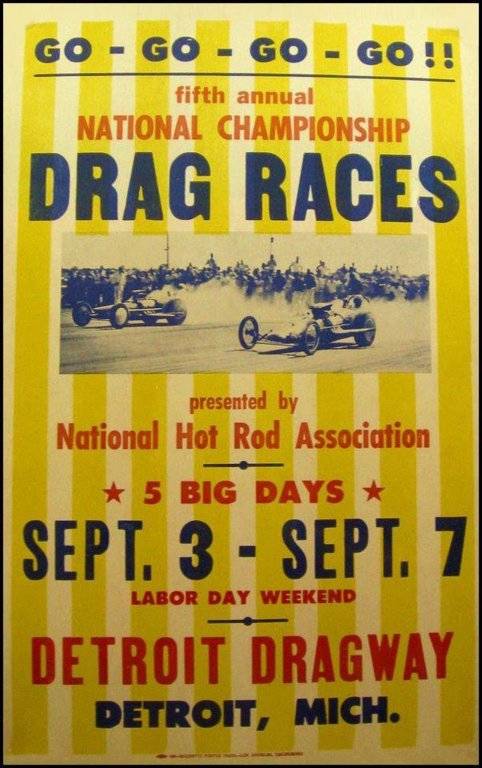 GO - GO - GO - GO!!
fifth annual
NATIONAL CHAMPIONSHIP
DRAG RACES
presented by
National Hot Rod Association
★ 5 BIG DAYS ★
SEPT. 3 - SEPT. 7
LABOR DAY WEEKEND
DETROIT DRAGWAY
DETROIT, MICH.